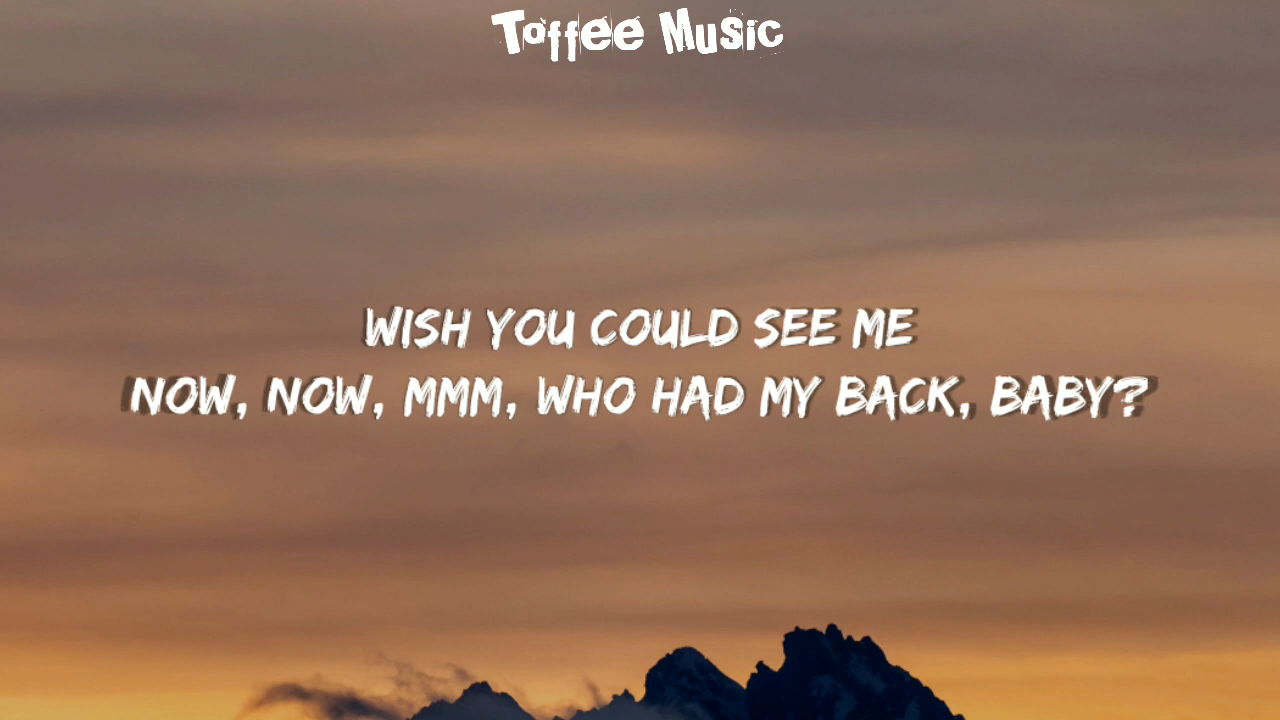 Toffee Music
WISH YOU COULD SEE ME
NOW, NOW, MMM, WHO HAD MY BACK, BABY?